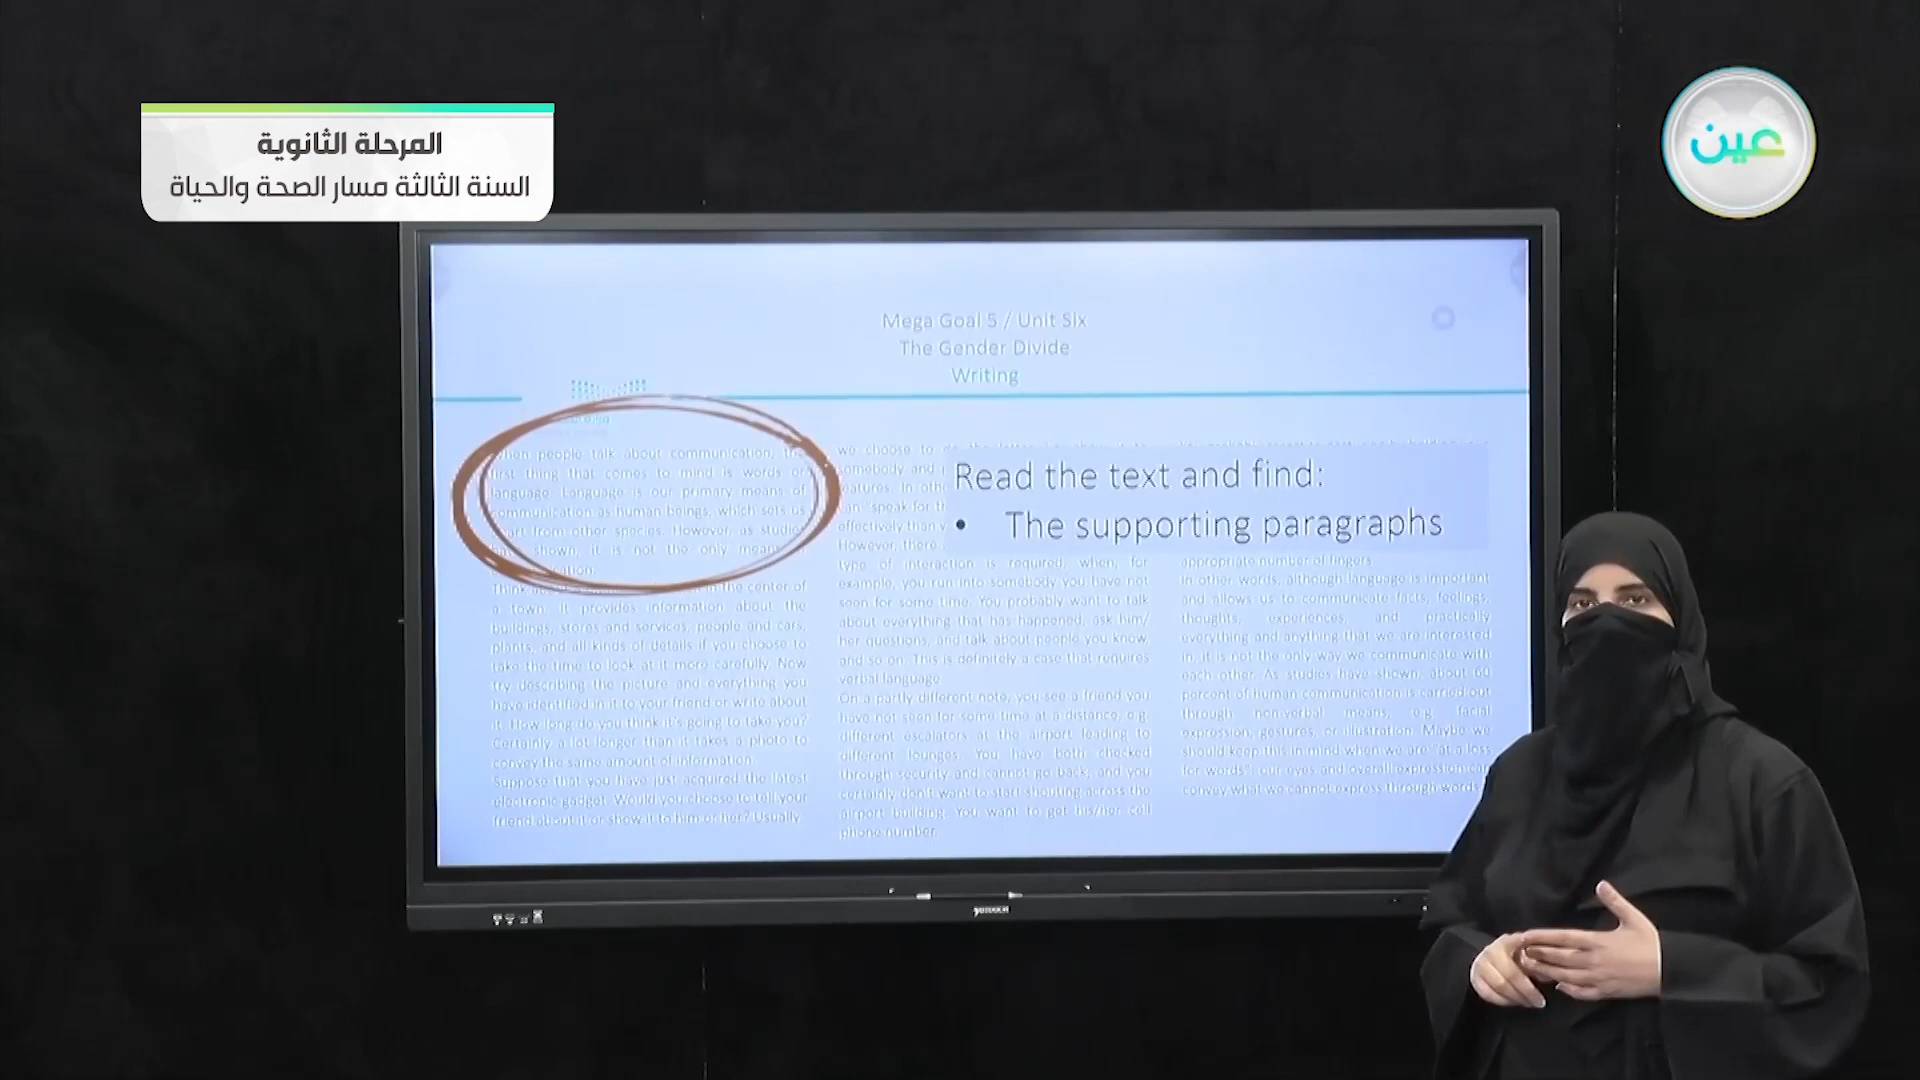 المرحلة الثانوية
السنة الثالثة مسار الصحة والحياة
عين
Mega Goal 5 / Unit Six
The Gender Divide
Writing
When people talk about communication, the
first thing that comes to mind is words or
language. Language is our primary means of
communication as human beings, which sets us
apart from other species. However, as studies
have shown, it is not the only means
Think the center of
a town. It provides information about the
buildings, stores and services, people and cars,
plants, and all kinds of details if you choose to
take the time to look at it more carefully. Now
try describing the picture and everything you
have identified in it to your friend or write about
it. How long do you think it's going to take you?
Certainly a lot longer than it takes a photo to
convey the same amount of information.
Suppose that you have just acquired the latest
electronic gadget. Would you choose to tell your
friend about it or show it to him or her? Usually
we choose to
somebody and
features. In
"speak for
effectively than
However, there
type of interaction is required, when, for
example, you run into somebody you have not
seen for some time. You probably want to talk
about everything that has happened, ask him/
her questions, and talk about people you know,
and so on. This is definitely a case that requires
verbal language.
On a partly different note, you see a friend you
have not seen for some time at a distance, e.g.
different escalators at the airport leading to
different lounges. You have both checked
through security and cannot go back, and you
certainly don't want to start shouting across the
airport building. You want to get his/her cell
phone number.
Read the text and find:
• The supporting paragraphs
appropriate number of fingers.
In other words, although language is important
and allows us to communicate facts, feelings,
thoughts, experiences, and practically
everything and anything that we are interested
in, it is not the only way we communicate with
each other. As studies have shown, about 60
percent of human communication is carried out
through non-verbal means, e.g. facial
expression, gestures, or illustration. Maybe we
should keep this in mind when we are "at a loss
for words"; our eyes and overall expression can
convey what we cannot express through words.